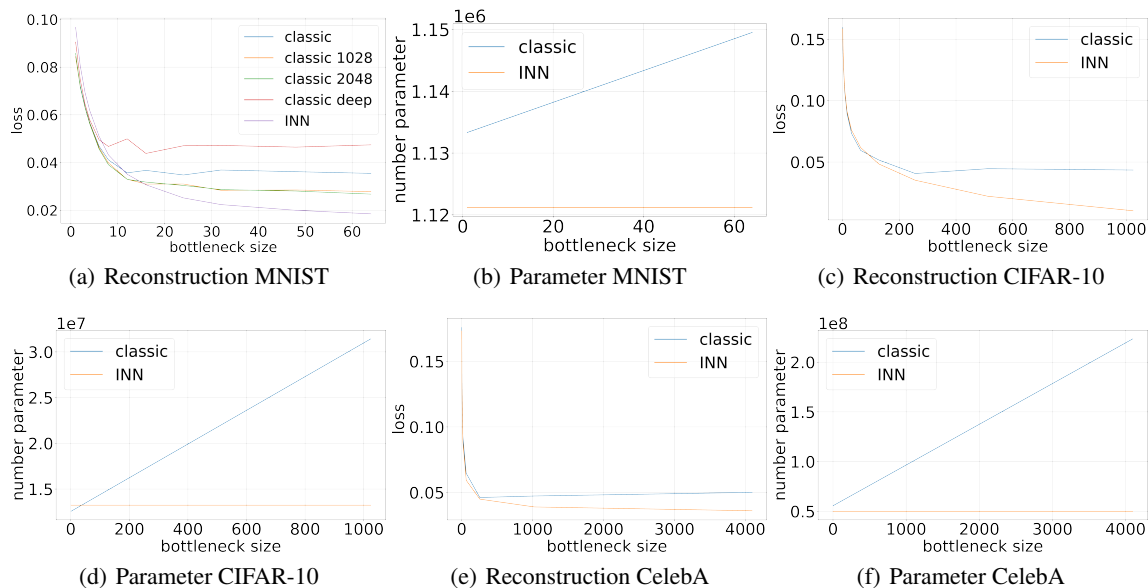 0.10
0.08
0.06
0.04
0.02
loss
classic
classic 1028
classic 2048
classic deep
INN
0 10 20 30 40 50 60
bottleneck size
(a) Reconstruction MNIST
1e6
1.15
1.14
1.13
1.12
number parameter
classic
INN
0 20 40 60
bottleneck size
(b) Parameter MNIST
0.15
0.10
0.05
loss
classic
INN
0 200 400 600 800 1000
bottleneck size
(c) Reconstruction CIFAR-10
1e7
3.0
2.5
2.0
1.5
number parameter
classic
INN
0 200 400 600 800 1000
bottleneck size
(d) Parameter CIFAR-10
0.15
0.10
0.05
loss
classic
INN
0 1000 2000 3000 4000
bottleneck size
(e) Reconstruction CelebA
1e8
2.0
1.5
1.0
0.5
number parameter
classic
INN
0 1000 2000 3000 4000
bottleneck size
(f) Parameter CelebA